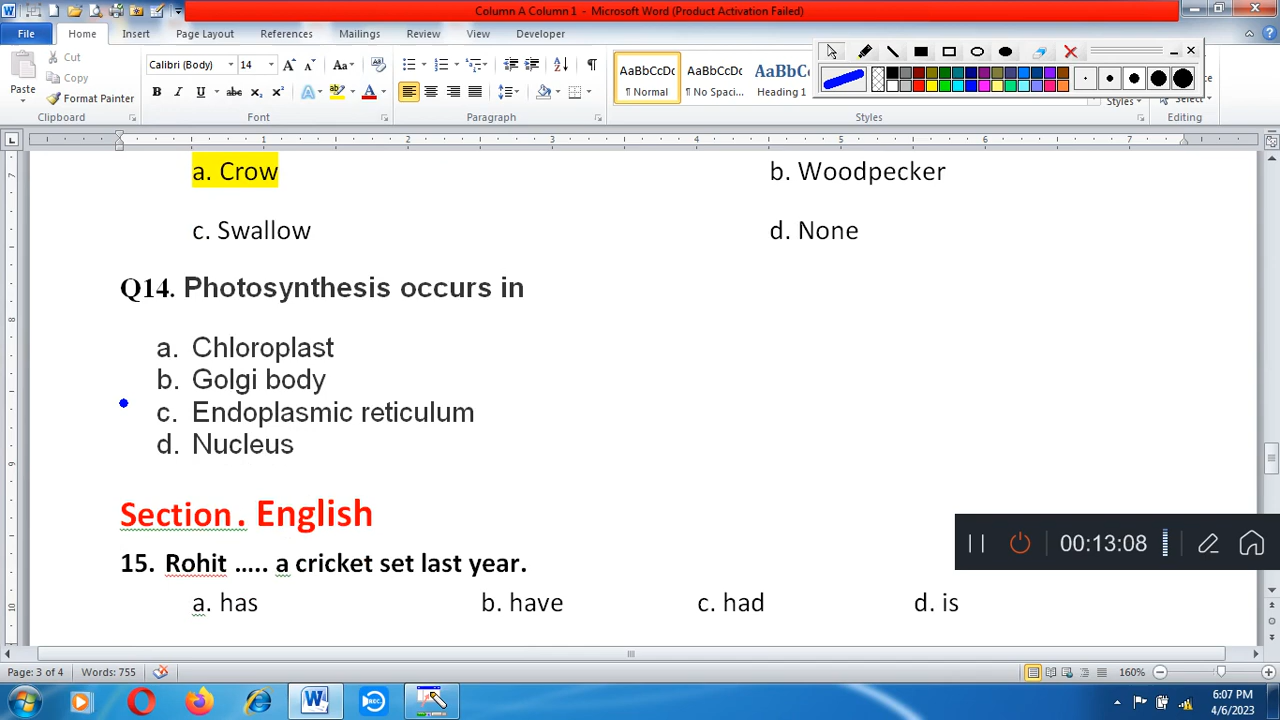 Column A Column 1 - Microsoft Word (Product Activation Failed)
File Home Insert Page Layout References Mailings Review View Developer
Cut
Copy
Format Painter
Paste
Clipboard
Calibri (Body) 14
Font
Paragraph
AaBbCcDc
¶ Normal
AaBbCcDc
¶ No Spaci...
AaBbC
Heading 1
Styles
Styles
Select
Editing
a. Crow b. Woodpecker
c. Swallow d. None
Q14. Photosynthesis occurs in
a. Chloroplast
b. Golgi body
c. Endoplasmic reticulum
d. Nucleus
Section . English
15. Rohit ..... a cricket set last year.
a. has b. have c. had d. is
00:13:08
Page: 3 of 4 Words: 755 160%
REC
6:07 PM
4/6/2023